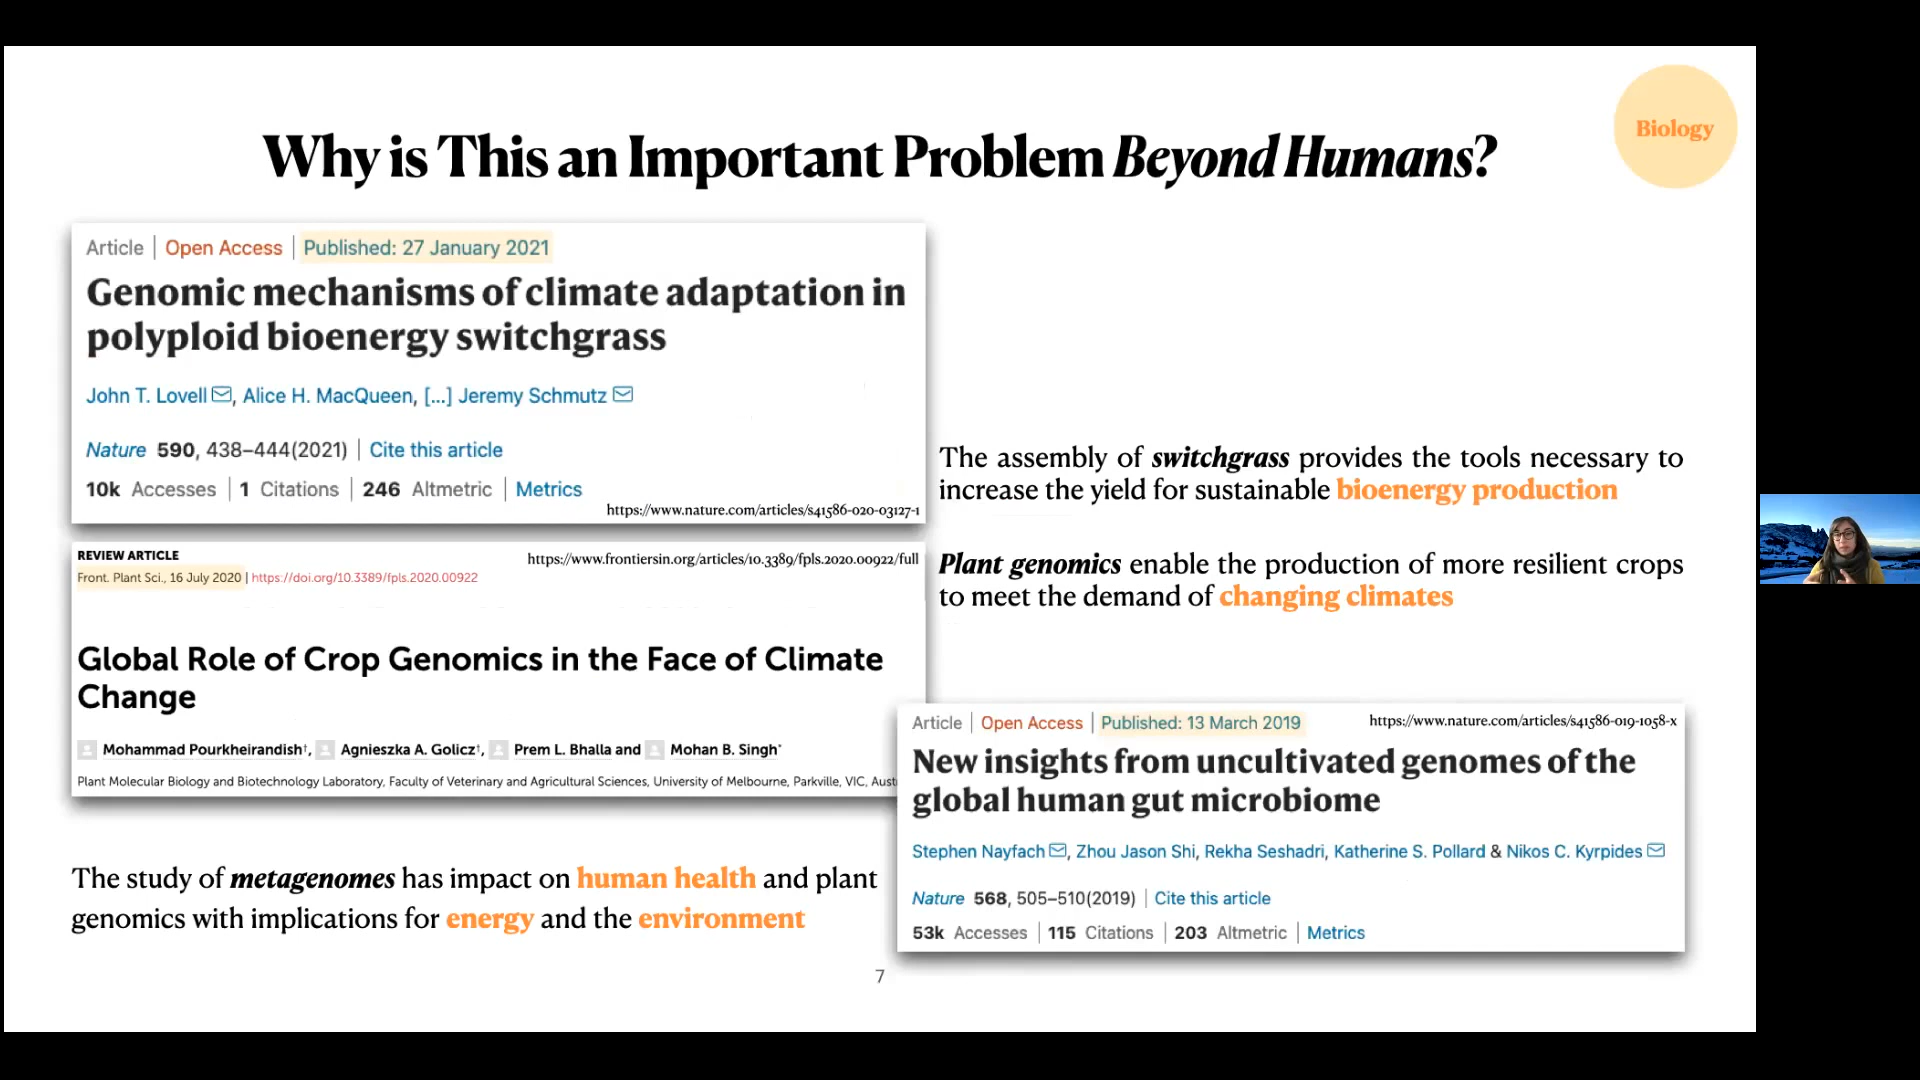 Biology
Why is This an Important Problem Beyond Humans?
Article | Open Access | Published: 27 January 2021
Genomic mechanisms of climate adaptation in
polyploid bioenergy switchgrass
John T. Lovell, Alice H. MacQueen, [...] Jeremy Schmutz
Nature 590, 438–444(2021) | Cite this article
10k Accesses | 1 Citations | 246 Altmetric | Metrics
https://www.nature.com/articles/s41586-020-03127-1
The assembly of switchgrass provides the tools necessary to
increase the yield for sustainable bioenergy production
REVIEW ARTICLE
https://www.frontiersin.org/articles/10.3389/fpls.2020.00922/full
Front. Plant Sci., 16 July 2020 | https://doi.org/10.3389/fpls.2020.00922
Global Role of Crop Genomics in the Face of Climate
Change
Mohammad Pourkheirandish†, Agnieszka A. Golicz†, Prem L. Bhalla and Mohan B. Singh*
Plant Molecular Biology and Biotechnology Laboratory, Faculty of Veterinary and Agricultural Sciences, University of Melbourne, Parkville, VIC, Aust
Plant genomics enable the production of more resilient crops
to meet the demand of changing climates
Article | Open Access | Published: 13 March 2019
https://www.nature.com/articles/s41586-019-1058-x
New insights from uncultivated genomes of the
global human gut microbiome
Stephen Nayfach, Zhou Jason Shi, Rekha Seshadri, Katherine S. Pollard & Nikos C. Kyrpides
Nature 568, 505–510(2019) | Cite this article
53k Accesses | 115 Citations | 203 Altmetric | Metrics
The study of metagenomes has impact on human health and plant
genomics with implications for energy and the environment
7